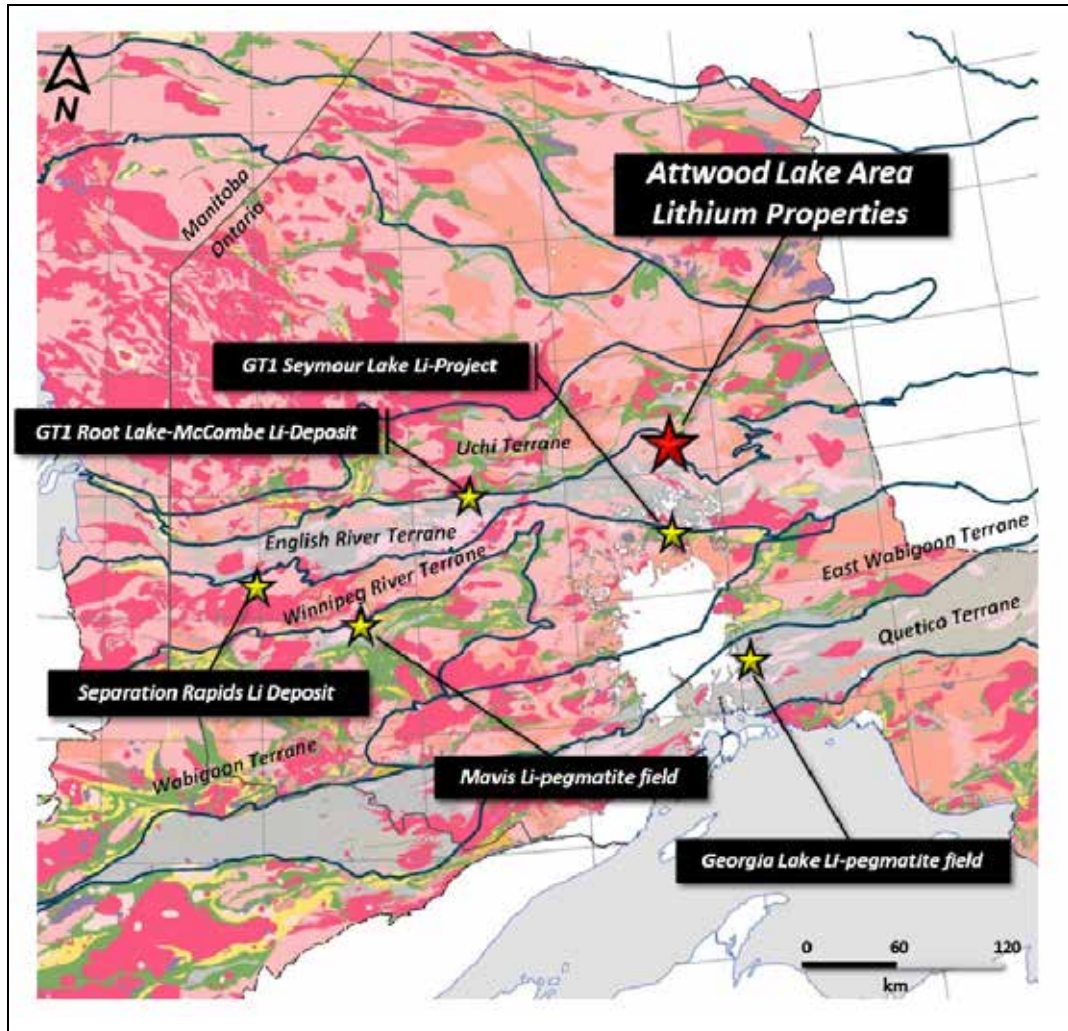 N
Manitoba
Ontario
Attwood Lake Area
Lithium Properties
GT1 Seymour Lake Li-Project
GT1 Root Lake-McCombe Li-Deposit
Uchi Terrane
English River Terrane
Winnipeg River Terrane
East Wabigoon Terrane
Quetico Terrane
Separation Rapids Li Deposit
Wabigoon Terrane
Mavis Li-pegmatite field
Georgia Lake Li-pegmatite field
0 60 120
km